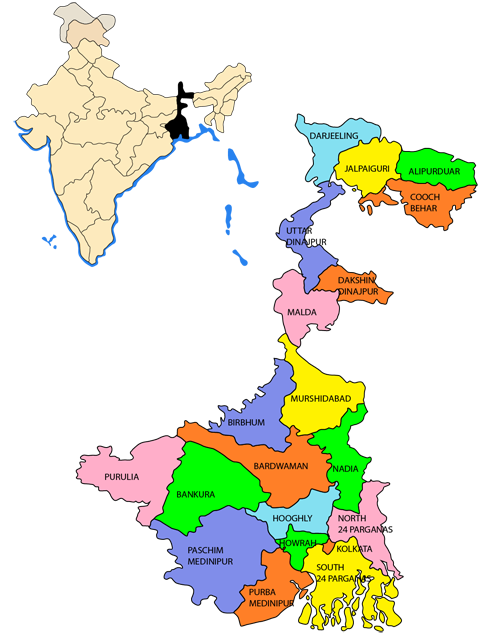 DARJEELING
JALPAIGURI
ALIPURDUAR
COOCH
BEHAR
UTTAR
DINAJPUR
DAKSHIN
DINAJPUR
MALDA
MURSHIDABAD
BIRBHUM
BARDWAMAN
NADIA
PURULIA
BANKURA
HOOGHLY
NORTH
24 PARGANAS
HOWRAH
KOLKATA
PASCHIM
MEDINIPUR
SOUTH
24 PARGANAS
PURBA
MEDINIPUR